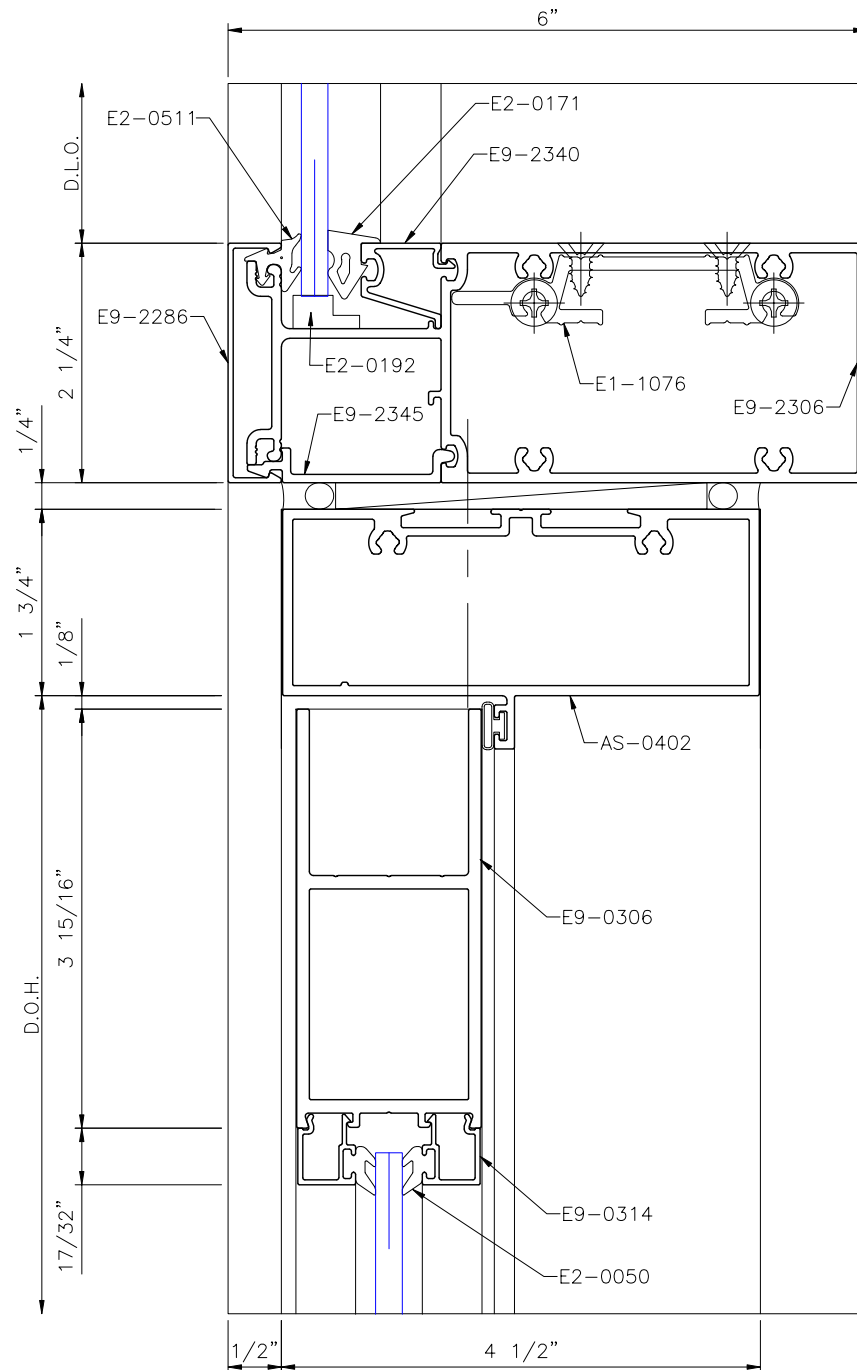 6”
E2-0511
E2-0171
E9-2340
D.L.O.
E9-2286
2 1/4”
E2-0192
E1-1076
E9-2306
E9-2345
1/4”
1 3/4”
1/8”
AS-0402
E9-0306
3 15/16”
D.O.H.
E9-0314
17/32”
E2-0050
1/2”
4 1/2”